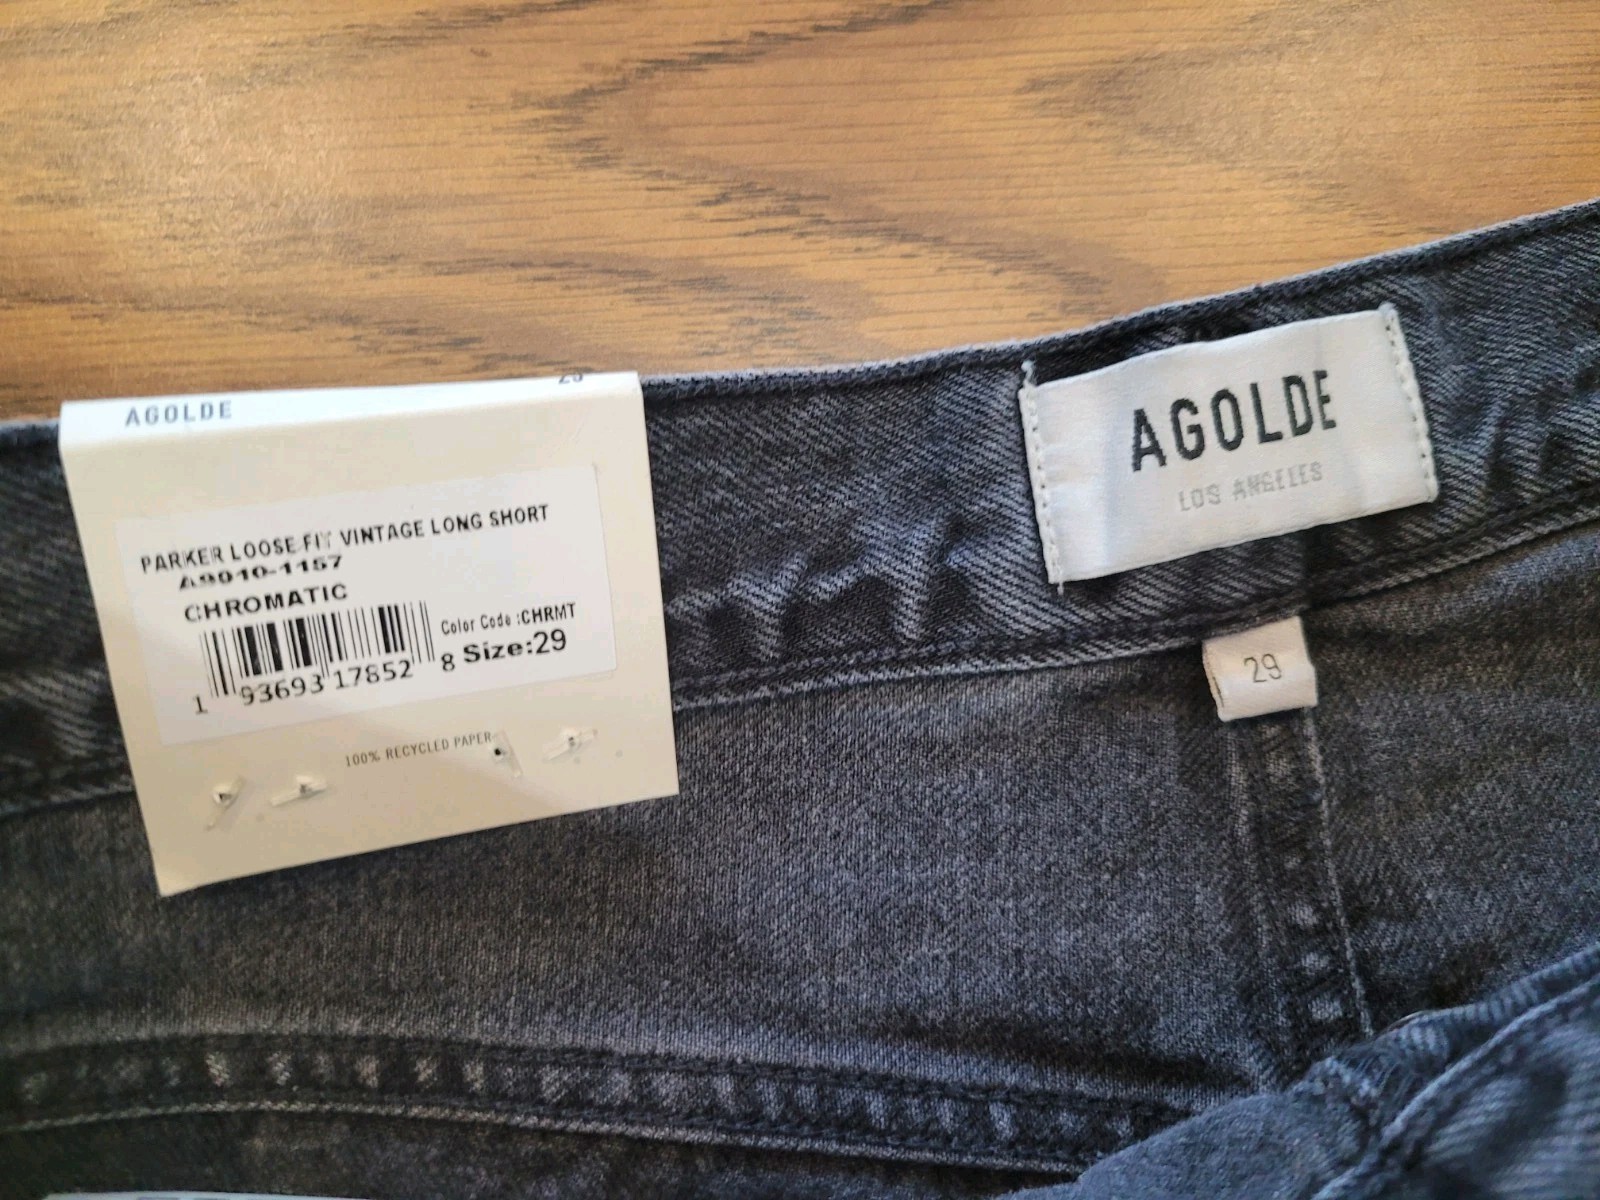 AGOLDE
PARKER LOOSE FIT VINTAGE LONG SHORT
A9010-1157
CHROMATIC
Color Code :CHRMT
Size:29
1 93693 17852 8
100% RECYCLED PAPER
AGOLDE
LOS ANGELES
29